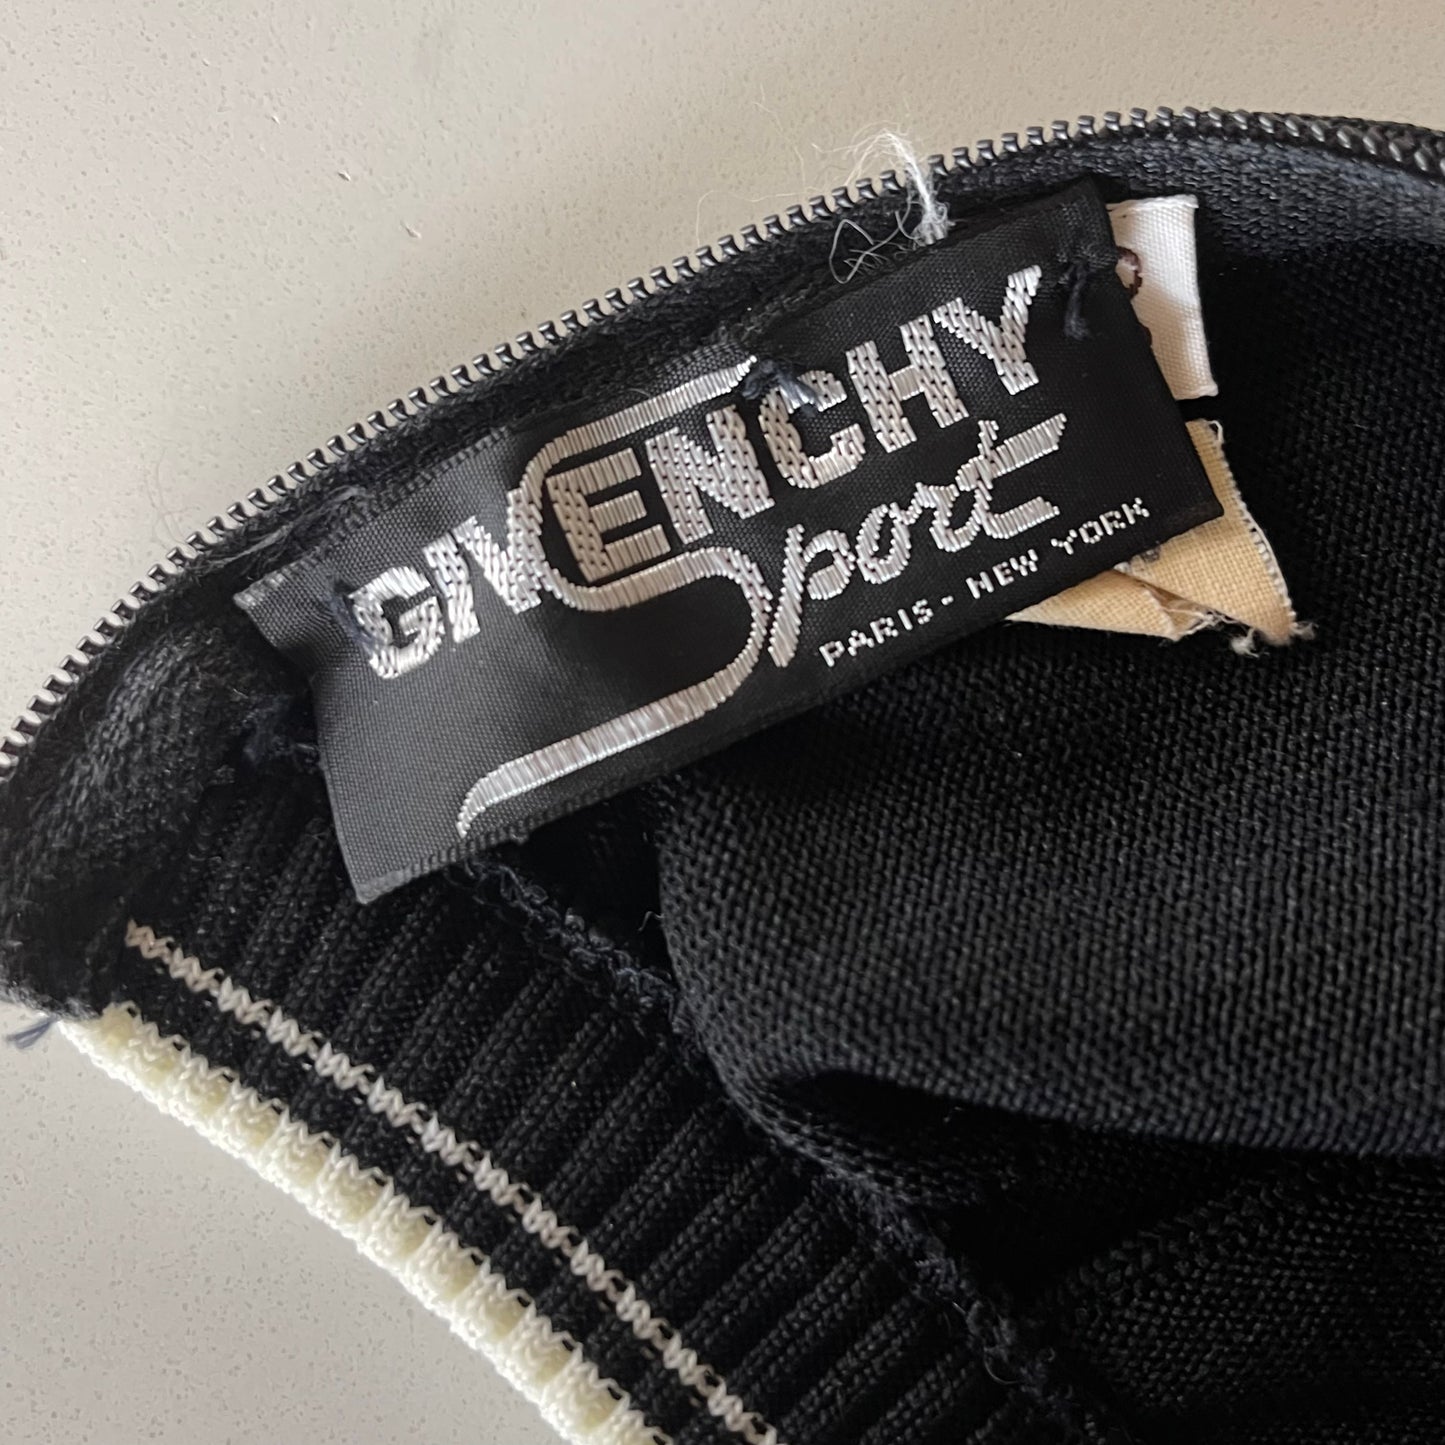 GIVENCHY
Sport
PARIS - NEW YORK